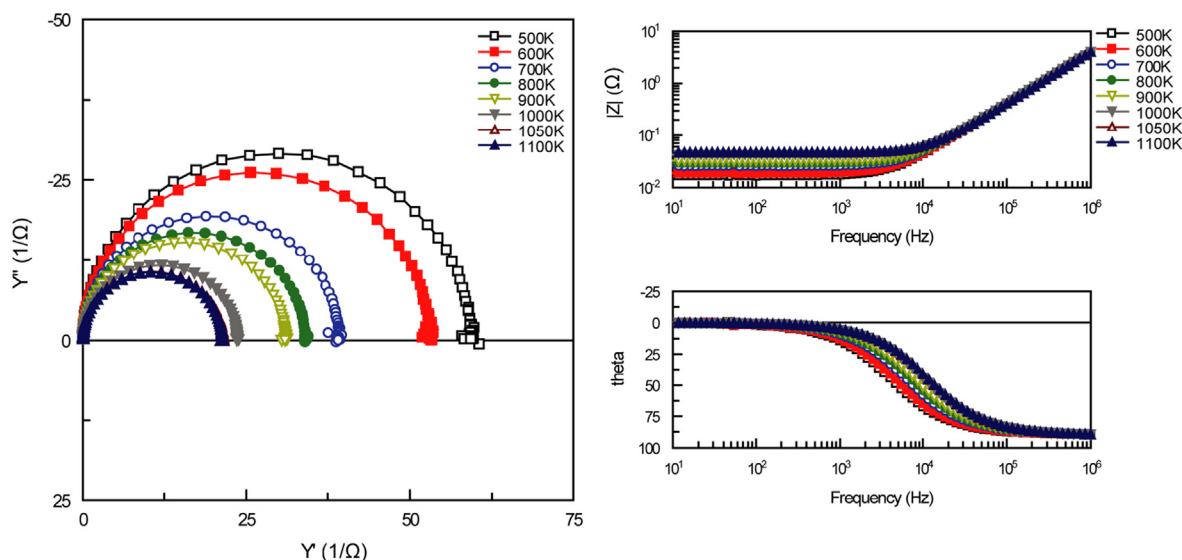 -50
500K
600K
700K
800K
900K
1000K
1050K
1100K
-25
Y" (1/Ω)
0
25
0 25 50 75
Y' (1/Ω)
10¹
500K
600K
700K
800K
900K
1000K
1050K
1100K
10⁰
|Z| (Ω)
10⁻¹
10⁻²
10¹ 10² 10³ 10⁴ 10⁵ 10⁶
Frequency (Hz)
-25
0
25
theta
50
75
100
10¹ 10² 10³ 10⁴ 10⁵ 10⁶
Frequency (Hz)